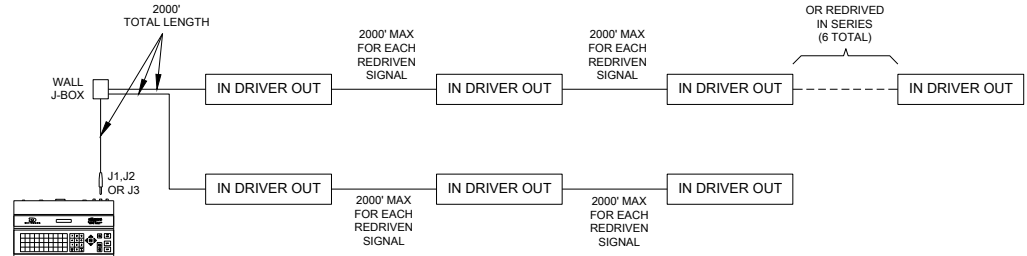 2000'
TOTAL LENGTH
OR REDRIVEN
IN SERIES
(6 TOTAL)
2000' MAX
FOR EACH
REDRIVEN
SIGNAL
2000' MAX
FOR EACH
REDRIVEN
SIGNAL
WALL
J-BOX
IN DRIVER OUT
IN DRIVER OUT
IN DRIVER OUT
IN DRIVER OUT
J1,J2
OR J3
IN DRIVER OUT
IN DRIVER OUT
IN DRIVER OUT
2000' MAX
FOR EACH
REDRIVEN
SIGNAL
2000' MAX
FOR EACH
REDRIVEN
SIGNAL